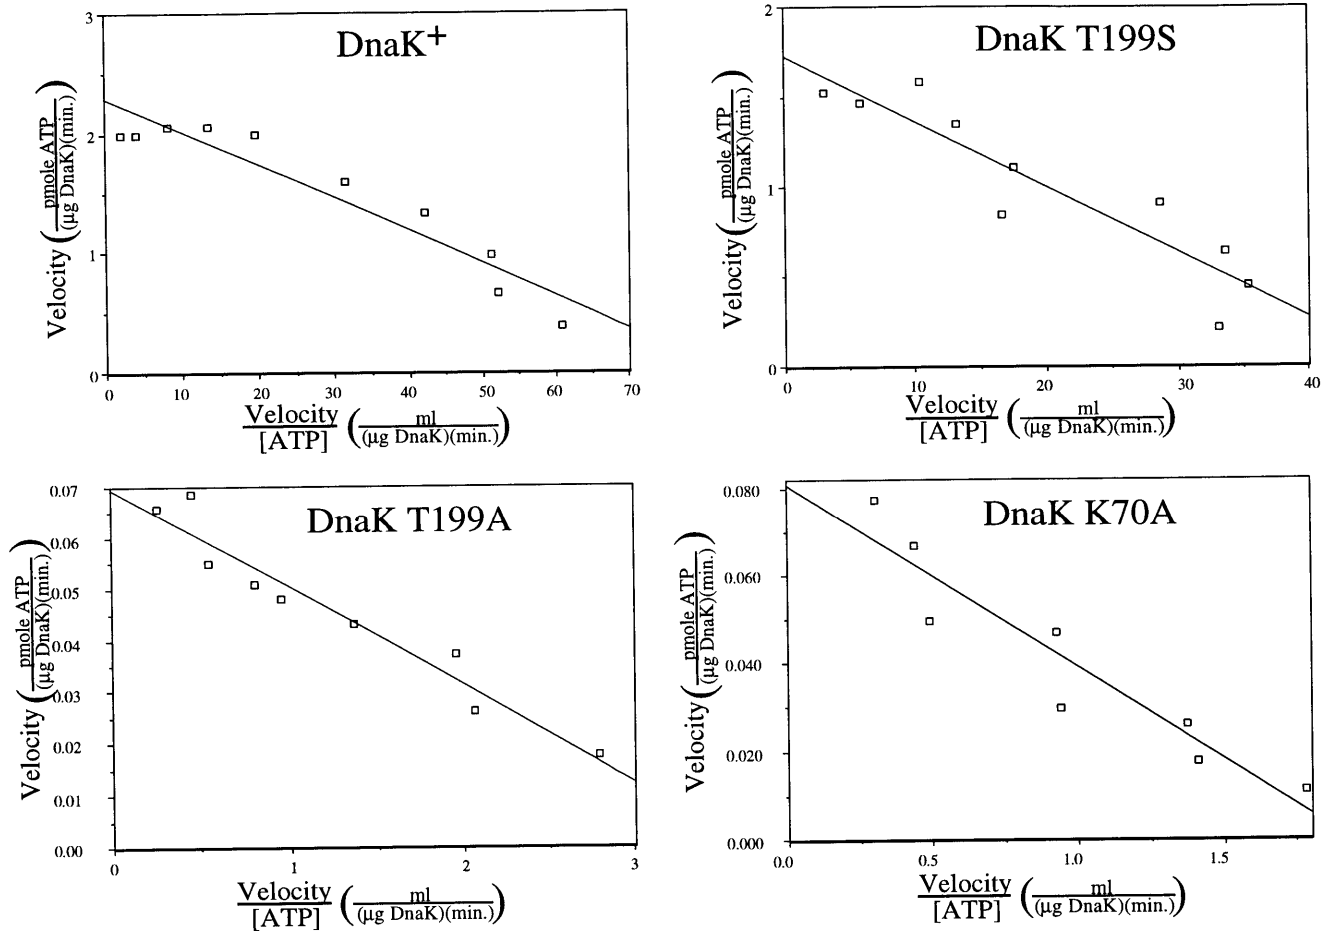 DnaK+
3
2
1
0
Velocity (pmole ATP / (μg DnaK)(min.))
0 10 20 30 40 50 60 70
Velocity / [ATP] (ml / (μg DnaK)(min.))
DnaK T199S
2
1
0
Velocity (pmole ATP / (μg DnaK)(min.))
0 10 20 30 40
Velocity / [ATP] (ml / (μg DnaK)(min.))
DnaK T199A
0.07
0.06
0.05
0.04
0.03
0.02
0.01
0.00
Velocity (pmole ATP / (μg DnaK)(min.))
0 1 2 3
Velocity / [ATP] (ml / (μg DnaK)(min.))
DnaK K70A
0.080
0.060
0.040
0.020
0.000
Velocity (pmole ATP / (μg DnaK)(min.))
0.0 0.5 1.0 1.5
Velocity / [ATP] (ml / (μg DnaK)(min.))